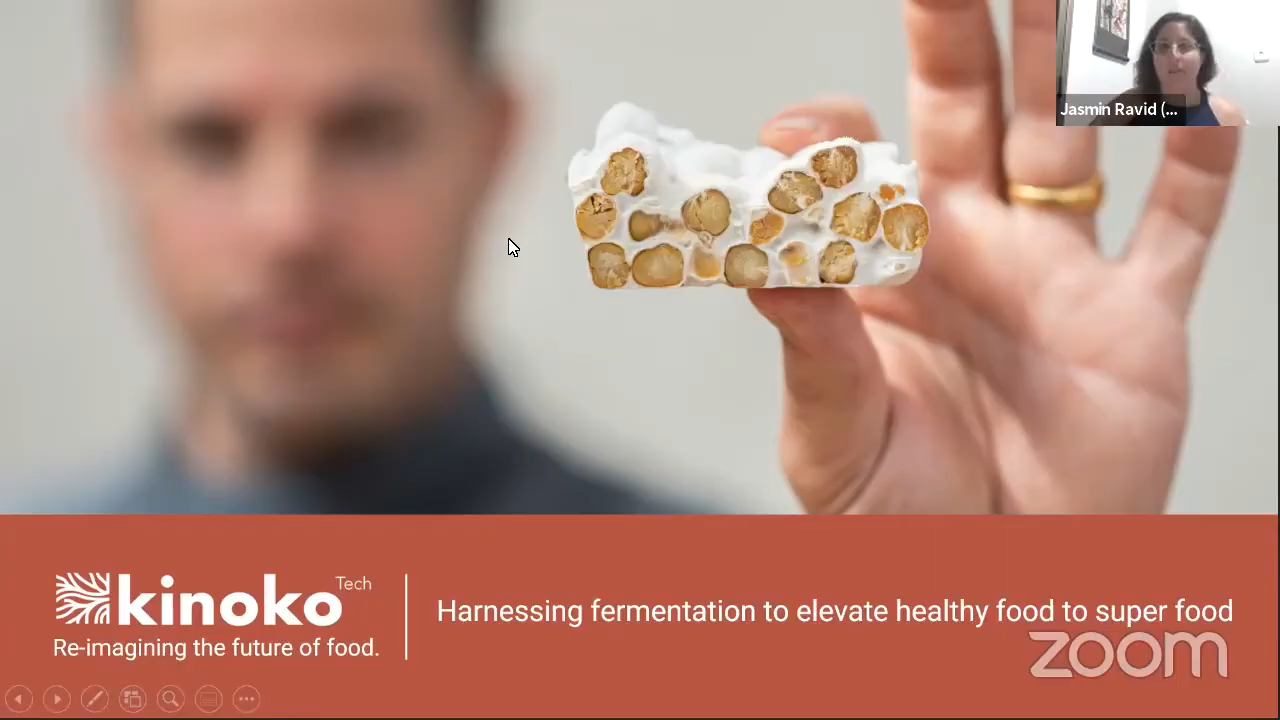 Jasmin Ravid (...
kinoko Tech
Re-imagining the future of food.
Harnessing fermentation to elevate healthy food to super food
zoom